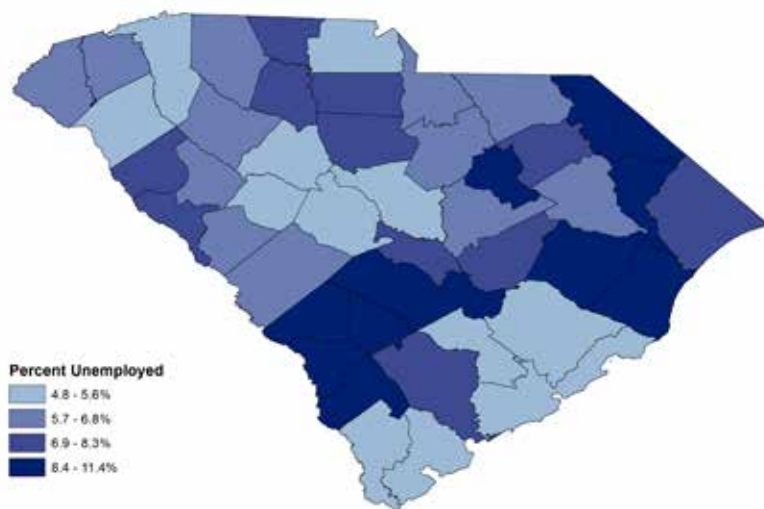 Percent Unemployed
4.8 - 5.6%
5.7 - 6.8%
6.9 - 8.3%
8.4 - 11.4%